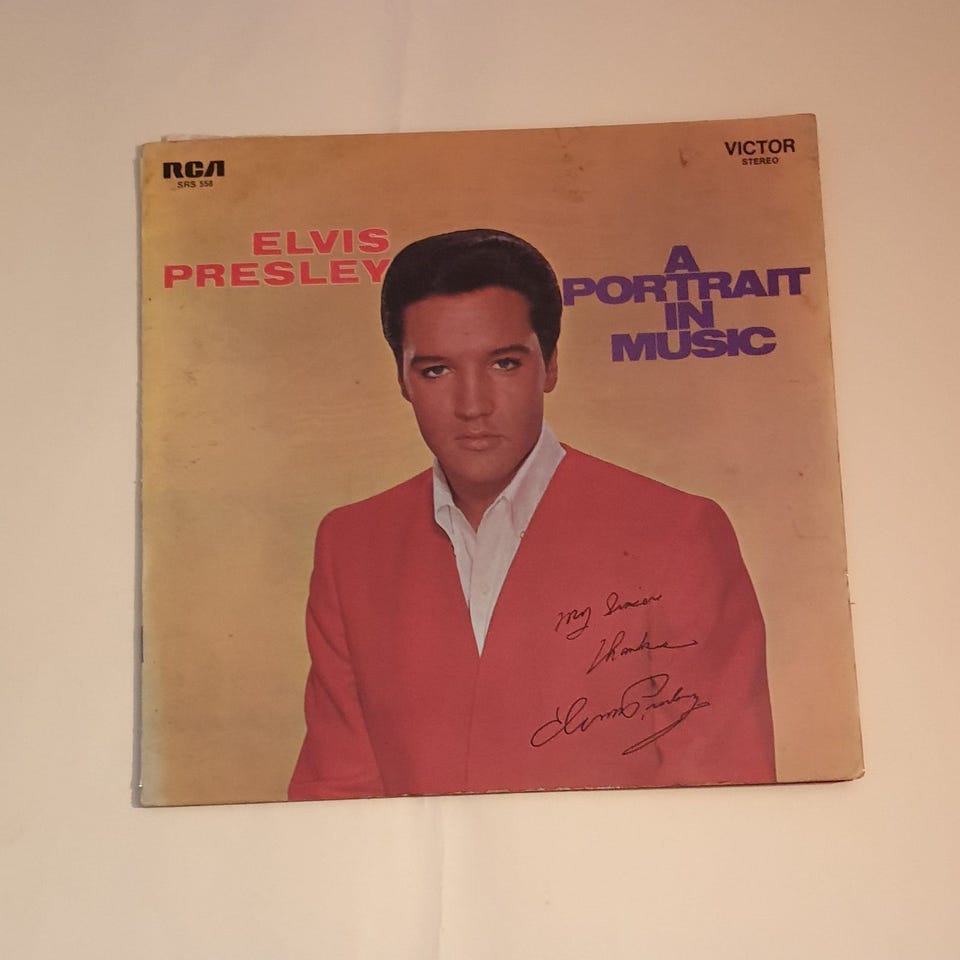 RCA
SRS 558
VICTOR
STEREO
ELVIS
PRESLEY
A
PORTRAIT
IN
MUSIC
My Sincere
Thanks
Elvis Presley